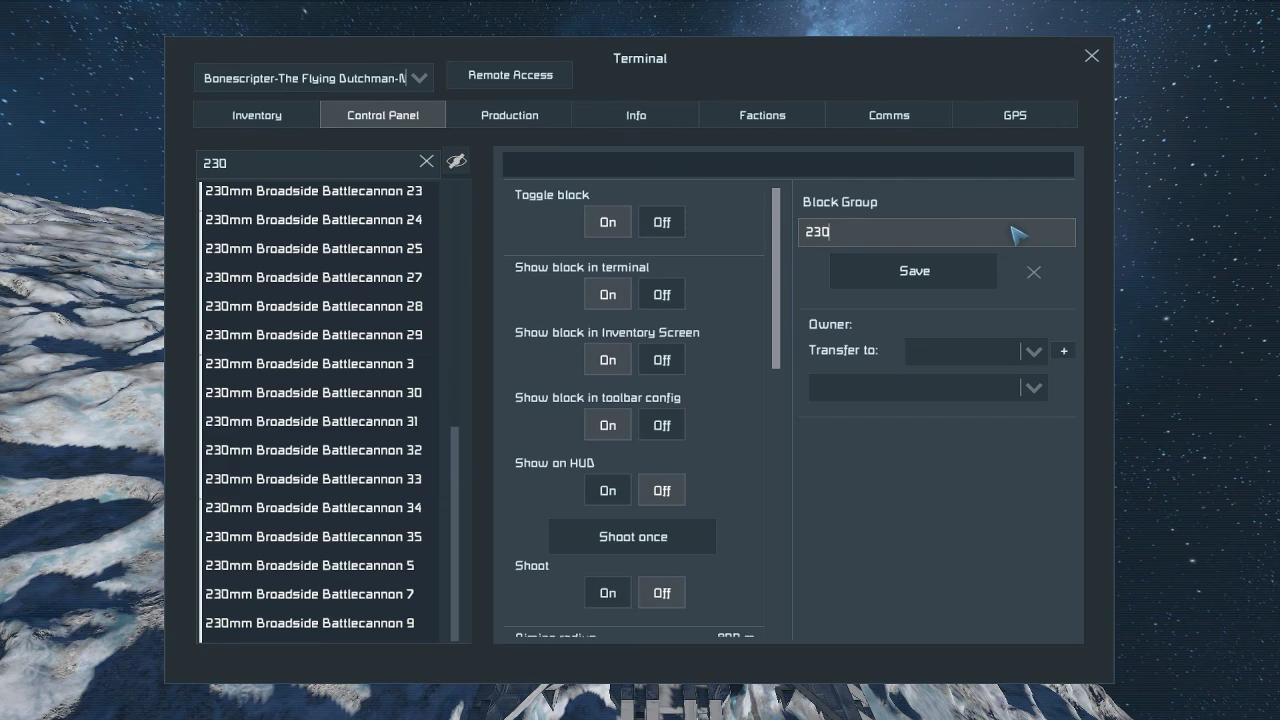 Terminal
Bonescripter-The Flying Dutchman-
Remote Access
Inventory
Control Panel
Production
Info
Factions
Comms
GPS
230
230mm Broadside Battlecannon 23
230mm Broadside Battlecannon 24
230mm Broadside Battlecannon 25
230mm Broadside Battlecannon 27
230mm Broadside Battlecannon 28
230mm Broadside Battlecannon 29
230mm Broadside Battlecannon 3
230mm Broadside Battlecannon 30
230mm Broadside Battlecannon 31
230mm Broadside Battlecannon 32
230mm Broadside Battlecannon 33
230mm Broadside Battlecannon 34
230mm Broadside Battlecannon 35
230mm Broadside Battlecannon 5
230mm Broadside Battlecannon 7
230mm Broadside Battlecannon 9
Toggle block
On Off
Show block in terminal
On Off
Show block in Inventory Screen
On Off
Show block in toolbar config
On Off
Show on HUD
On Off
Shoot once
Shoot
On Off
Aiming radius
Block Group
230
Save
Owner:
Transfer to:
+